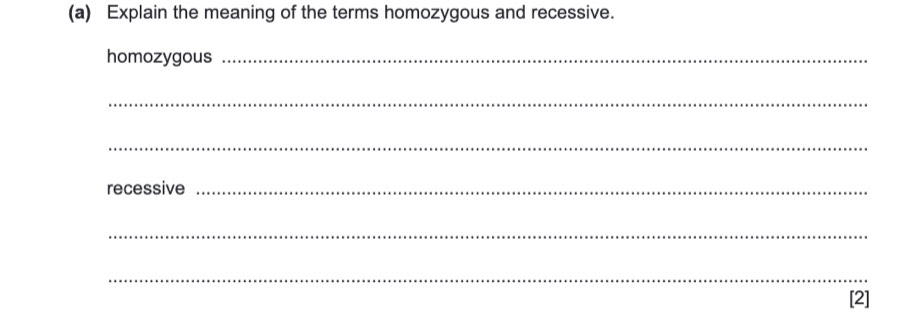 (a) Explain the meaning of the terms homozygous and recessive.
homozygous ................................................................................................................................
................................................................................................................................................
................................................................................................................................................
recessive ....................................................................................................................................
................................................................................................................................................
................................................................................................................................................
[2]